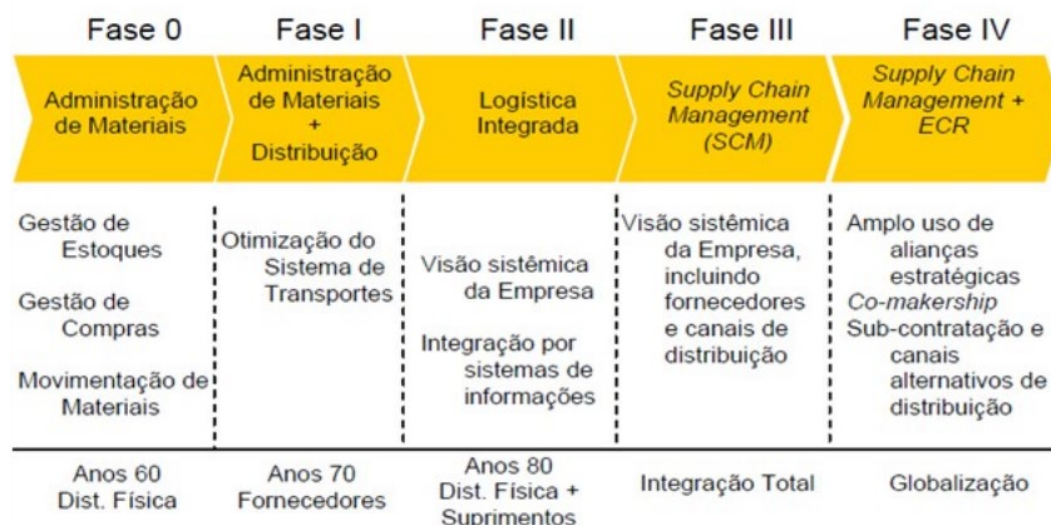 Fase 0
Fase I
Fase II
Fase III
Fase IV
Administração
de Materiais
Administração
de Materiais
+
Distribuição
Logística
Integrada
Supply Chain
Management
(SCM)
Supply Chain
Management +
ECR
Gestão de
Estoques
Gestão de
Compras
Movimentação de
Materiais
Otimização do
Sistema de
Transportes
Visão sistêmica
da Empresa
Integração por
sistemas de
informações
Visão sistêmica
da Empresa,
incluindo
fornecedores
e canais de
distribuição
Amplo uso de
alianças
estratégicas
Co-makership
Sub-contratação e
canais
alternativos de
distribuição
Anos 60
Dist. Física
Anos 70
Fornecedores
Anos 80
Dist. Física +
Suprimentos
Integração Total
Globalização